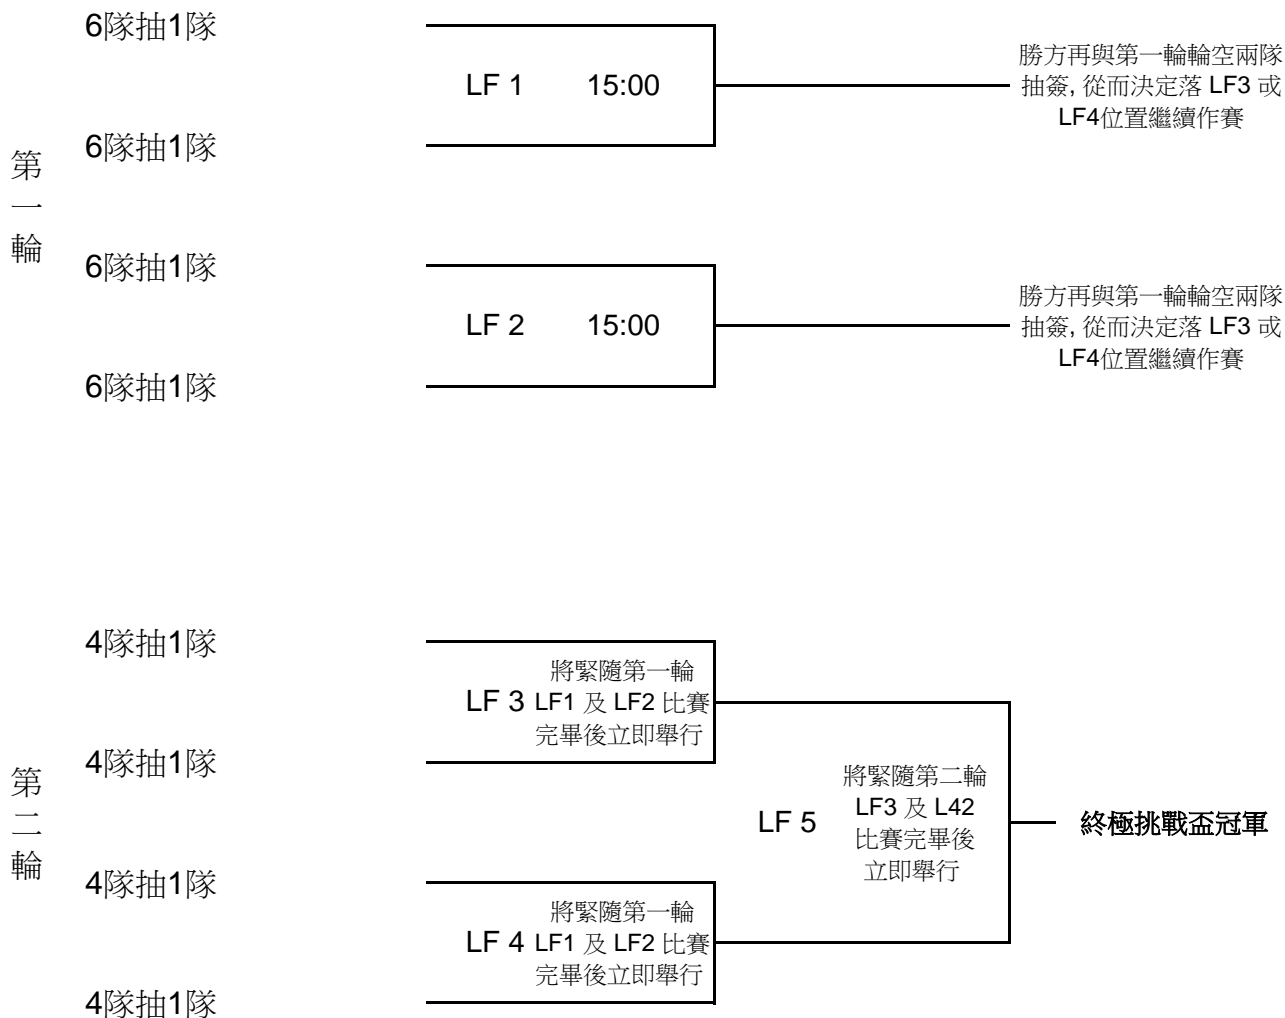 6隊抽1隊
LF 1 15:00
勝方再與第一輪輪空兩隊
抽簽, 從而決定落 LF3 或
LF4位置繼續作賽
6隊抽1隊
第一輪
6隊抽1隊
LF 2 15:00
勝方再與第一輪輪空兩隊
抽簽, 從而決定落 LF3 或
LF4位置繼續作賽
6隊抽1隊
4隊抽1隊
LF 3
將緊隨第一輪
LF1 及 LF2 比賽
完畢後立即舉行
4隊抽1隊
第二輪
LF 5
將緊隨第二輪
LF3 及 L42
比賽完畢後
立即舉行
終極挑戰盃冠軍
4隊抽1隊
LF 4
將緊隨第一輪
LF1 及 LF2 比賽
完畢後立即舉行
4隊抽1隊